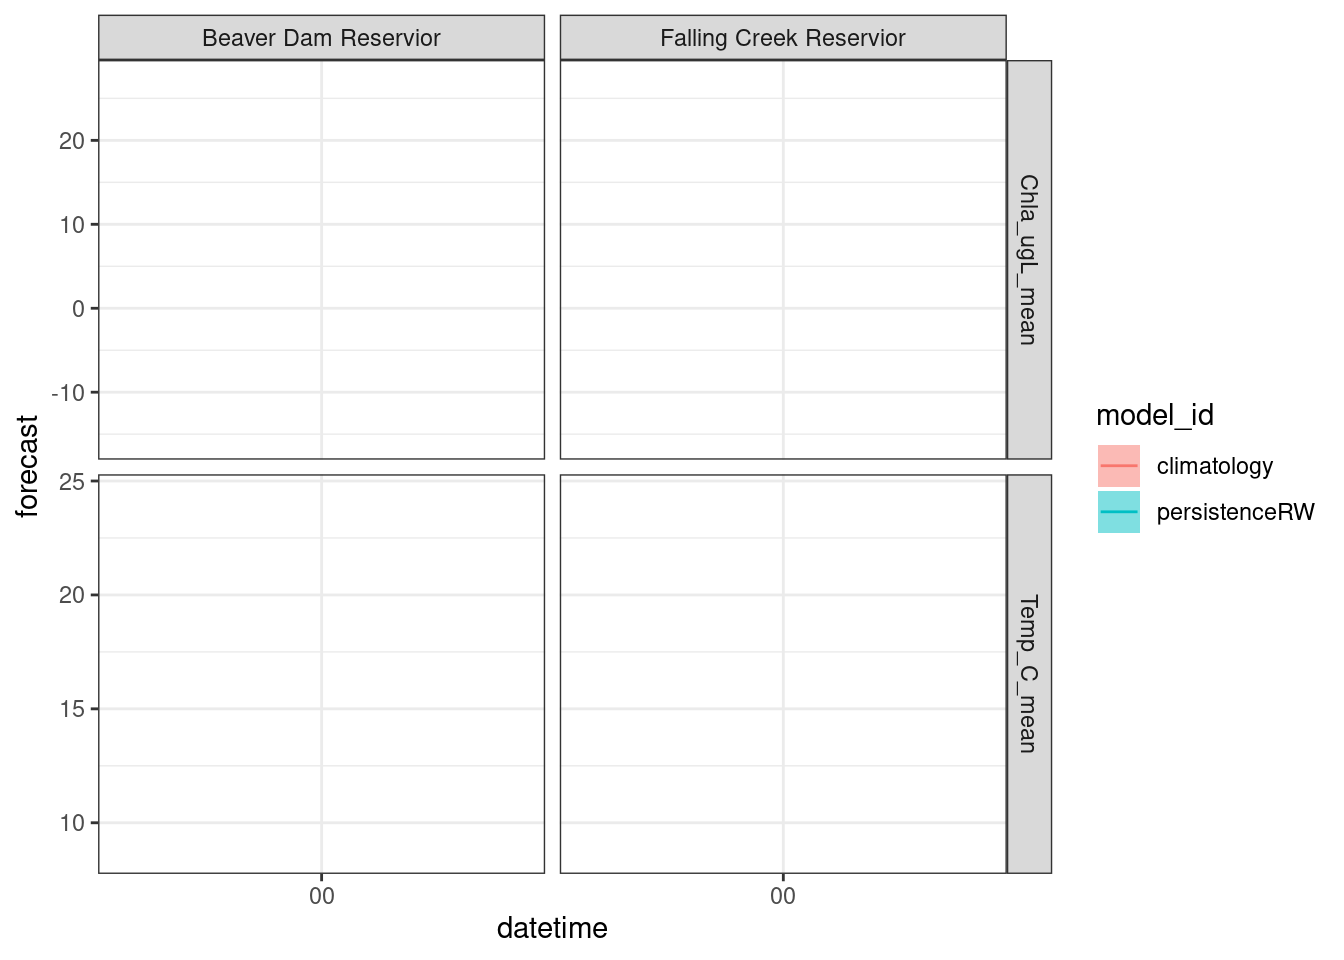 Beaver Dam Reservior
Falling Creek Reservior
20
10
0
-10
Chla_ugL_mean
25
20
15
10
Temp_C_mean
forecast
00
00
datetime
model_id
climatology
persistenceRW